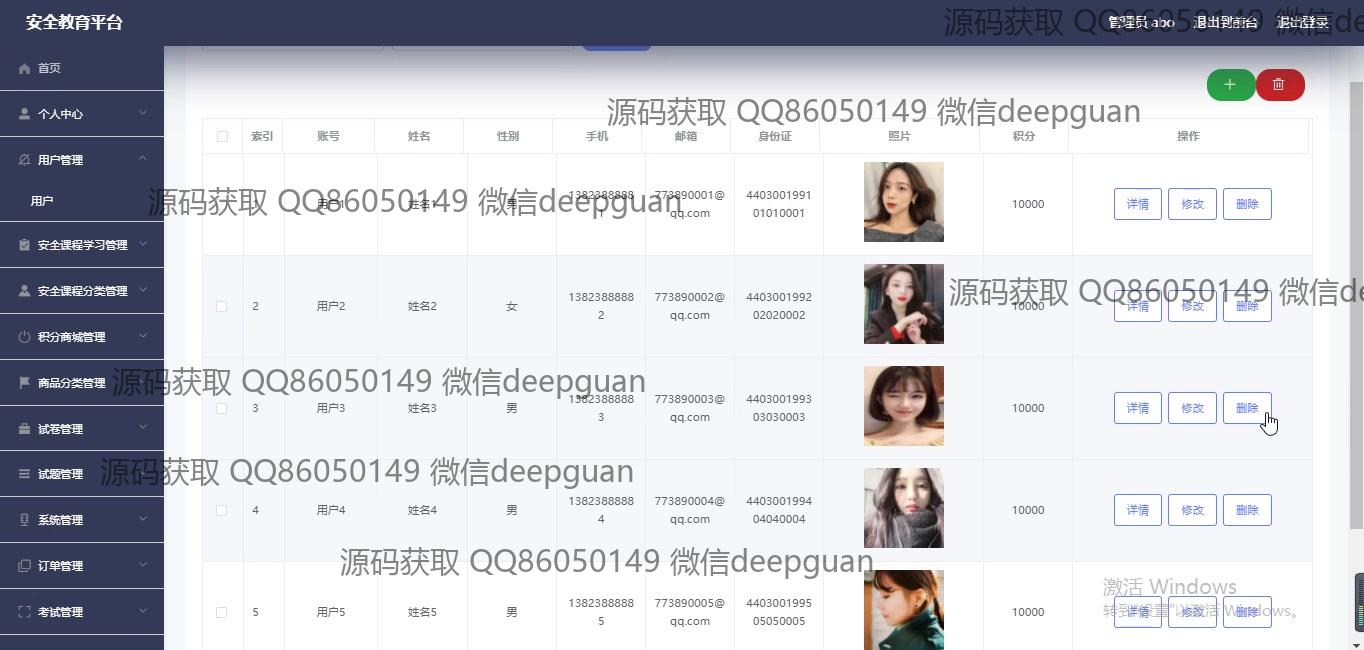 安全教育平台
管理员 abo 退出到前台 退出登录
源码获取 QQ86050149 微信de
首页
个人中心
用户管理
用户
安全课程学习管理
安全课程分类管理
积分商城管理
商品分类管理
试卷管理
试题管理
系统管理
订单管理
考试管理
源码获取 QQ86050149 微信deepguan
索引 账号 姓名 性别 手机 邮箱 身份证 照片 积分 操作
用户1 姓名1 男 1382388888 773890001@qq.com 440300199101010001 10000 详情 修改 删除
源码获取 QQ86050149 微信deepguan
2 用户2 姓名2 女 13823888882 773890002@qq.com 440300199202020002 10000 详情 修改 删除
源码获取 QQ86050149 微信de
源码获取 QQ86050149 微信deepguan
3 用户3 姓名3 男 13823888883 773890003@qq.com 440300199303030003 10000 详情 修改 删除
源码获取 QQ86050149 微信deepguan
4 用户4 姓名4 男 13823888884 773890004@qq.com 440300199404040004 10000 详情 修改 删除
源码获取 QQ86050149 微信deepguan
5 用户5 姓名5 男 13823888885 773890005@qq.com 440300199505050005 10000 详情 修改 删除
激活 Windows
转到"设置"以激活 Windows。